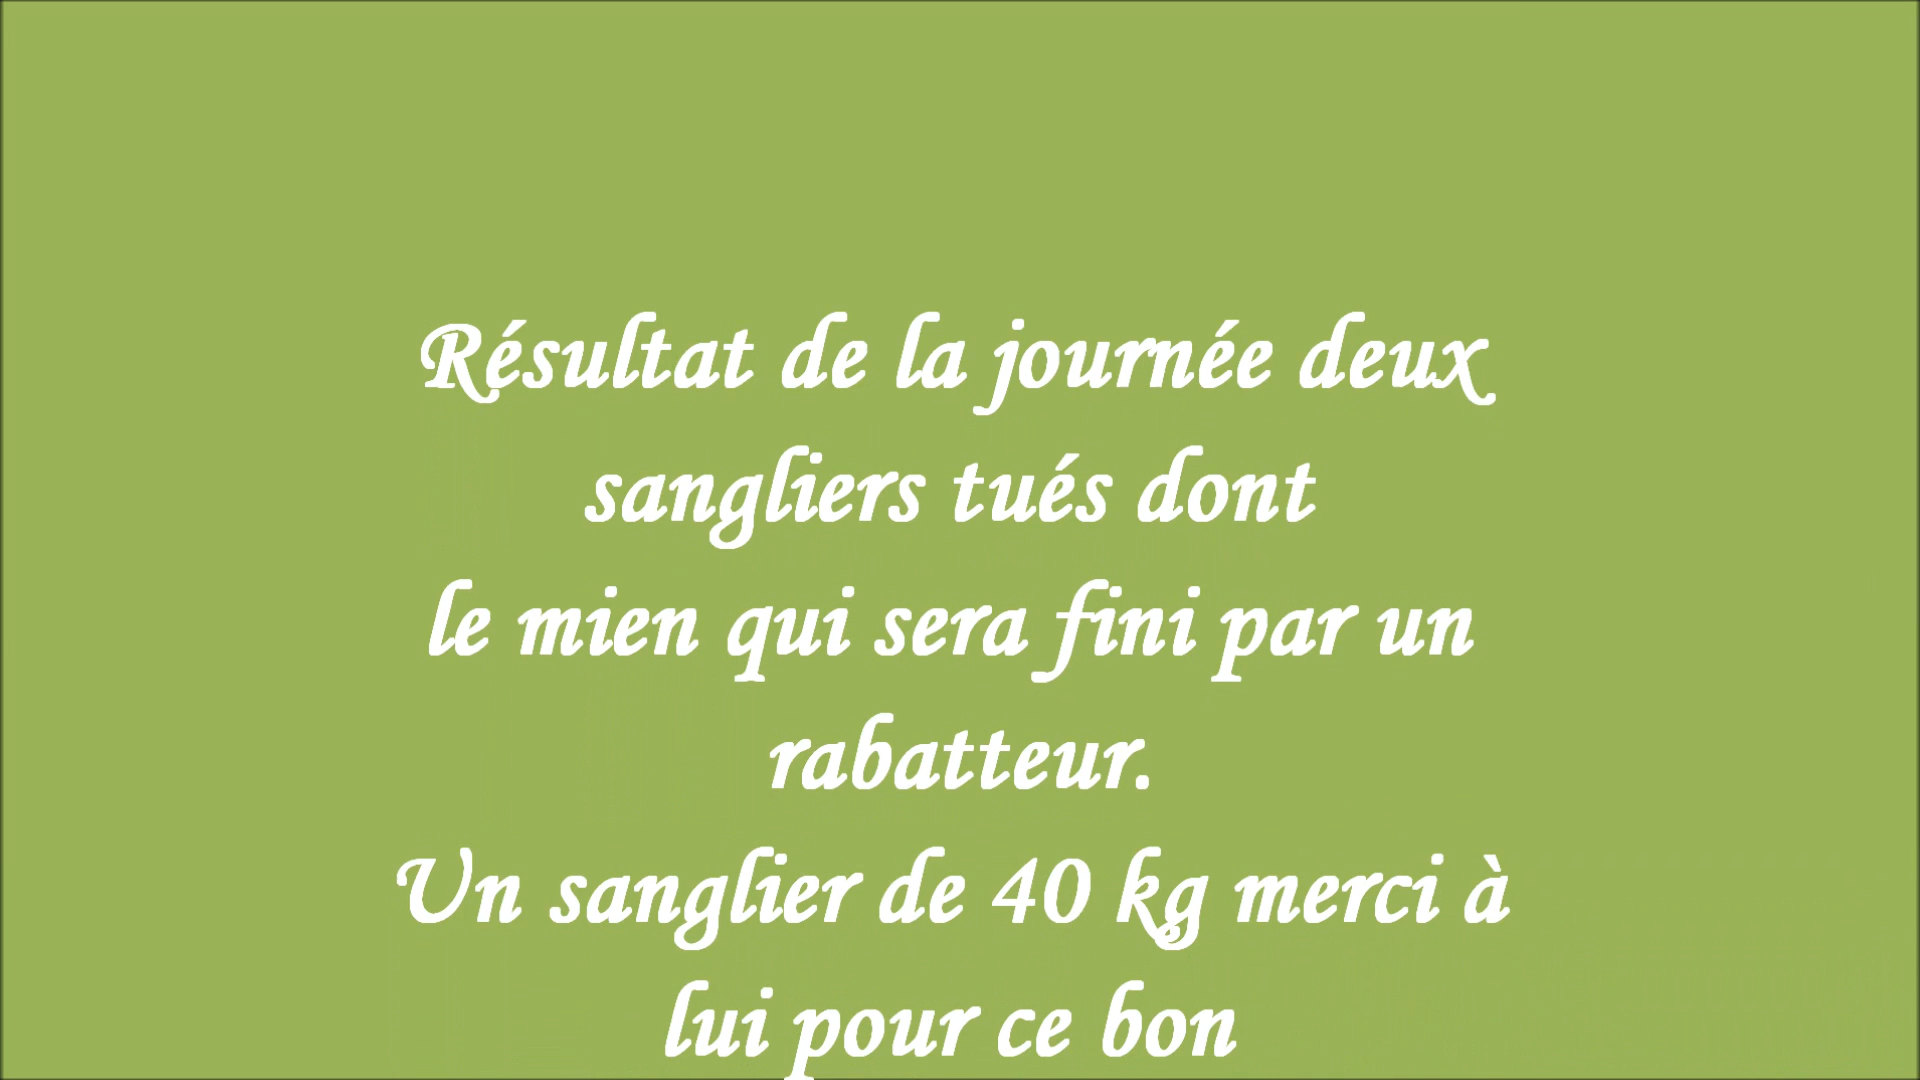 Résultat de la journée deux
sangliers tués dont
le mien qui sera fini par un
rabatteur.
Un sanglier de 40 kg merci à
lui pour ce bon